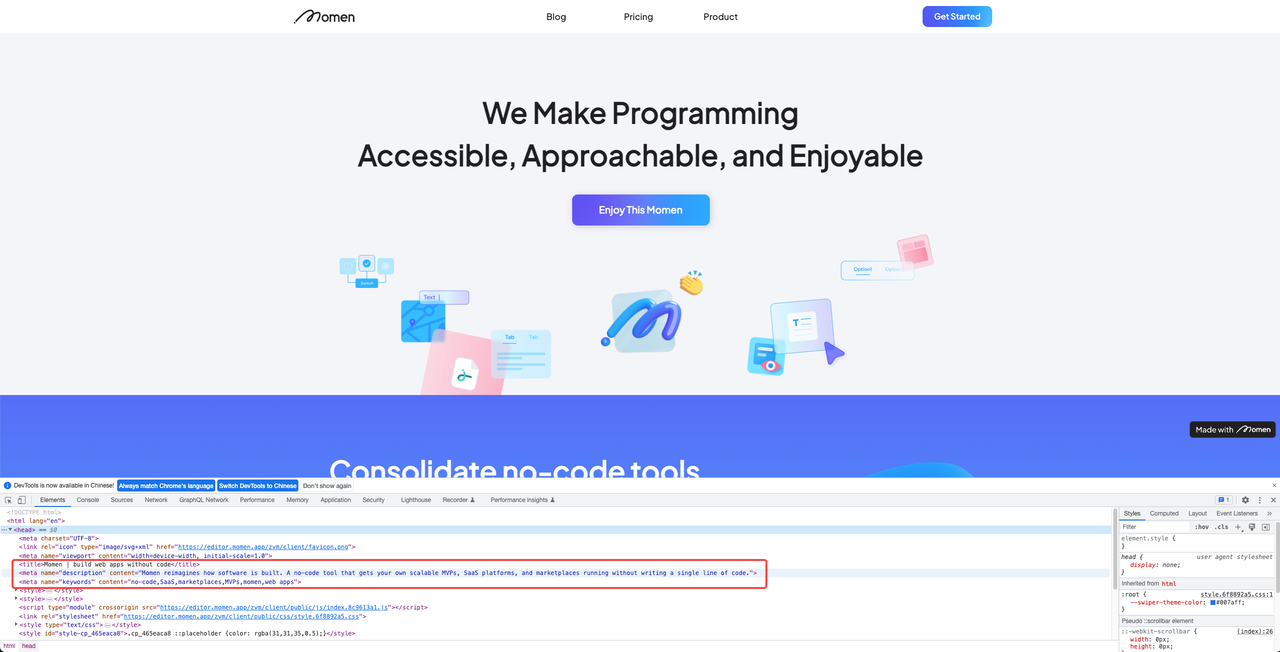 Momen
Blog
Pricing
Product
Get Started
We Make Programming
Accessible, Approachable, and Enjoyable
Enjoy This Momen
Switch
Text |
Tab Tab
Option1
T
Made with Momen
Consolidate no-code tools
DevTools is now available in Chinese! Always match Chrome's language Switch DevTools to Chinese Don't show again
Elements Console Sources Network GraphQL Network Performance Memory Application Security Lighthouse Recorder Performance insights 1
<!DOCTYPE html>
<html lang="en">
<head> == $0
<meta charset="UTF-8">
<link rel="icon" type="image/svg+xml" href="https://editor.momen.app/zvm/client/favicon.png">
<meta name="viewport" content="width=device-width, initial-scale=1.0">
<title>Momen | build web apps without code</title>
<meta name="description" content="Momen reimagines how software is built. A no-code tool that gets your own scalable MVPs, SaaS platforms, and marketplaces running without writing a single line of code.">
<meta name="keywords" content="no-code,SaaS,marketplaces,MVPs,momen,web apps">
<style>…</style>
<style>…</style>
<script type="module" crossorigin src="https://editor.momen.app/zvm/client/public/js/index.8c9613a1.js"></script>
<link rel="stylesheet" href="https://editor.momen.app/zvm/client/public/css/style.6f8892a5.css">
<style type="text/css">…</style>
<style id="style-cp_465eaca8">.cp_465eaca8 ::placeholder {color: rgba(31,31,35,0.5);}</style>
html head
Styles Computed Layout Event Listeners »
Filter :hov .cls +
element.style {
}
head { user agent stylesheet
display: none;
}
Inherited from html
:root { style.6f8892a5.css:1
--swiper-theme-color: #007aff;
}
Pseudo ::scrollbar element
::-webkit-scrollbar { (index):26
width: 0px;
height: 0px;